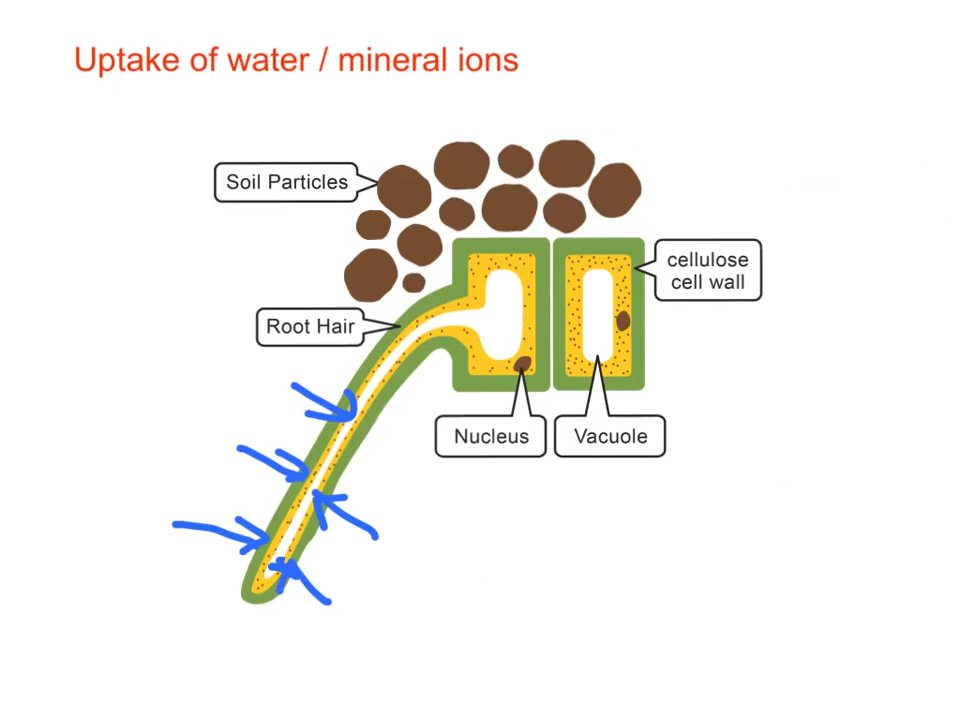 Uptake of water / mineral ions
Soil Particles
cellulose
cell wall
Root Hair
Nucleus
Vacuole